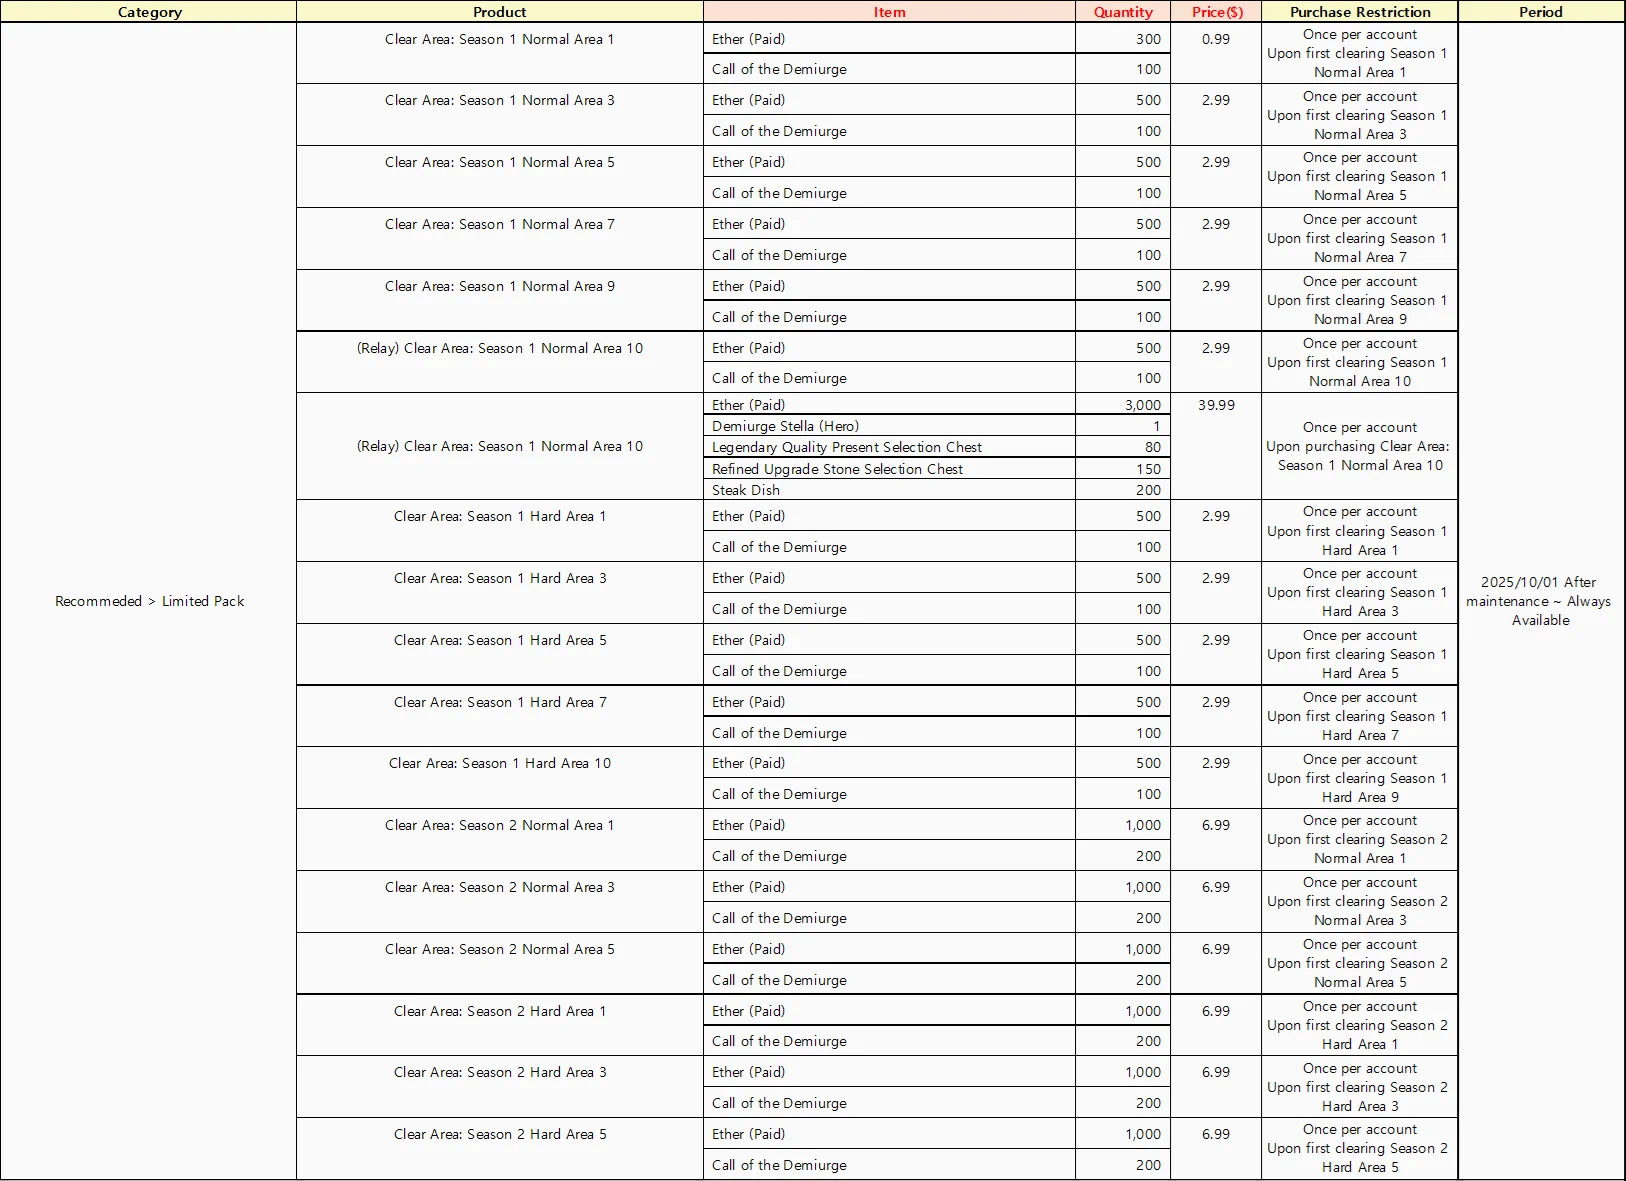 Category Product Item Quantity Price($) Purchase Restriction Period
Recommeded > Limited Pack
2025/10/01 After
maintenance ~ Always
Available
Clear Area: Season 1 Normal Area 1
Ether (Paid) 300 0.99
Call of the Demiurge 100
Once per account
Upon first clearing Season 1
Normal Area 1
Clear Area: Season 1 Normal Area 3
Ether (Paid) 500 2.99
Call of the Demiurge 100
Once per account
Upon first clearing Season 1
Normal Area 3
Clear Area: Season 1 Normal Area 5
Ether (Paid) 500 2.99
Call of the Demiurge 100
Once per account
Upon first clearing Season 1
Normal Area 5
Clear Area: Season 1 Normal Area 7
Ether (Paid) 500 2.99
Call of the Demiurge 100
Once per account
Upon first clearing Season 1
Normal Area 7
Clear Area: Season 1 Normal Area 9
Ether (Paid) 500 2.99
Call of the Demiurge 100
Once per account
Upon first clearing Season 1
Normal Area 9
(Relay) Clear Area: Season 1 Normal Area 10
Ether (Paid) 500 2.99
Call of the Demiurge 100
Once per account
Upon first clearing Season 1
Normal Area 10
(Relay) Clear Area: Season 1 Normal Area 10
Ether (Paid) 3,000 39.99
Demiurge Stella (Hero) 1
Legendary Quality Present Selection Chest 80
Refined Upgrade Stone Selection Chest 150
Steak Dish 200
Once per account
Upon purchasing Clear Area:
Season 1 Normal Area 10
Clear Area: Season 1 Hard Area 1
Ether (Paid) 500 2.99
Call of the Demiurge 100
Once per account
Upon first clearing Season 1
Hard Area 1
Clear Area: Season 1 Hard Area 3
Ether (Paid) 500 2.99
Call of the Demiurge 100
Once per account
Upon first clearing Season 1
Hard Area 3
Clear Area: Season 1 Hard Area 5
Ether (Paid) 500 2.99
Call of the Demiurge 100
Once per account
Upon first clearing Season 1
Hard Area 5
Clear Area: Season 1 Hard Area 7
Ether (Paid) 500 2.99
Call of the Demiurge 100
Once per account
Upon first clearing Season 1
Hard Area 7
Clear Area: Season 1 Hard Area 10
Ether (Paid) 500 2.99
Call of the Demiurge 100
Once per account
Upon first clearing Season 1
Hard Area 9
Clear Area: Season 2 Normal Area 1
Ether (Paid) 1,000 6.99
Call of the Demiurge 200
Once per account
Upon first clearing Season 2
Normal Area 1
Clear Area: Season 2 Normal Area 3
Ether (Paid) 1,000 6.99
Call of the Demiurge 200
Once per account
Upon first clearing Season 2
Normal Area 3
Clear Area: Season 2 Normal Area 5
Ether (Paid) 1,000 6.99
Call of the Demiurge 200
Once per account
Upon first clearing Season 2
Normal Area 5
Clear Area: Season 2 Hard Area 1
Ether (Paid) 1,000 6.99
Call of the Demiurge 200
Once per account
Upon first clearing Season 2
Hard Area 1
Clear Area: Season 2 Hard Area 3
Ether (Paid) 1,000 6.99
Call of the Demiurge 200
Once per account
Upon first clearing Season 2
Hard Area 3
Clear Area: Season 2 Hard Area 5
Ether (Paid) 1,000 6.99
Call of the Demiurge 200
Once per account
Upon first clearing Season 2
Hard Area 5